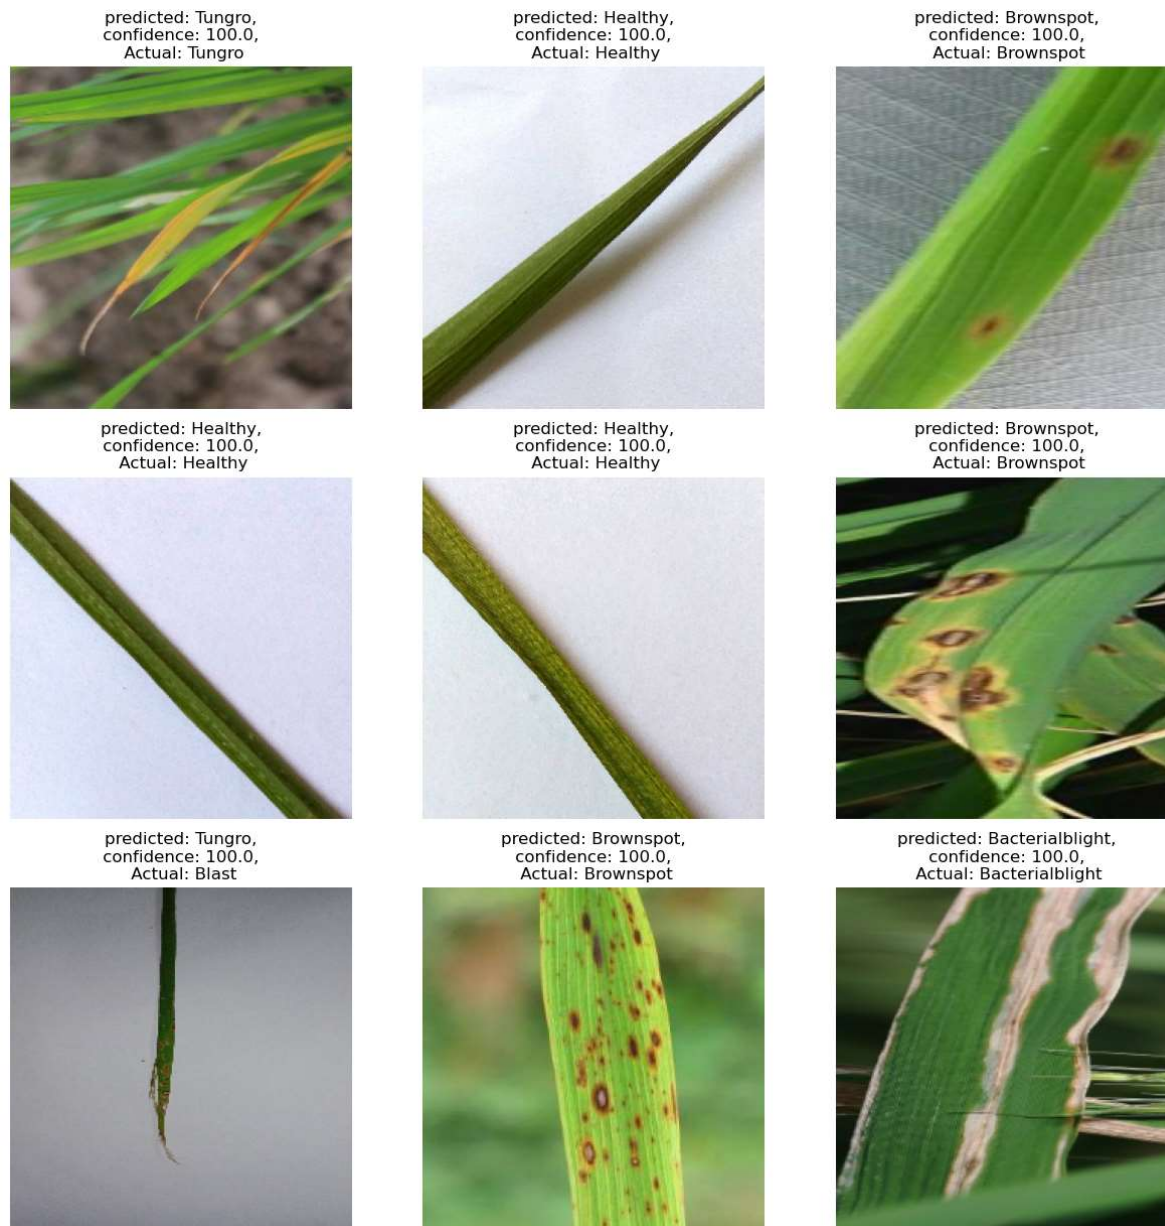 predicted: Tungro,
confidence: 100.0,
Actual: Tungro
predicted: Healthy,
confidence: 100.0,
Actual: Healthy
predicted: Brownspot,
confidence: 100.0,
Actual: Brownspot
predicted: Healthy,
confidence: 100.0,
Actual: Healthy
predicted: Healthy,
confidence: 100.0,
Actual: Healthy
predicted: Brownspot,
confidence: 100.0,
Actual: Brownspot
predicted: Tungro,
confidence: 100.0,
Actual: Blast
predicted: Brownspot,
confidence: 100.0,
Actual: Brownspot
predicted: Bacterialblight,
confidence: 100.0,
Actual: Bacterialblight